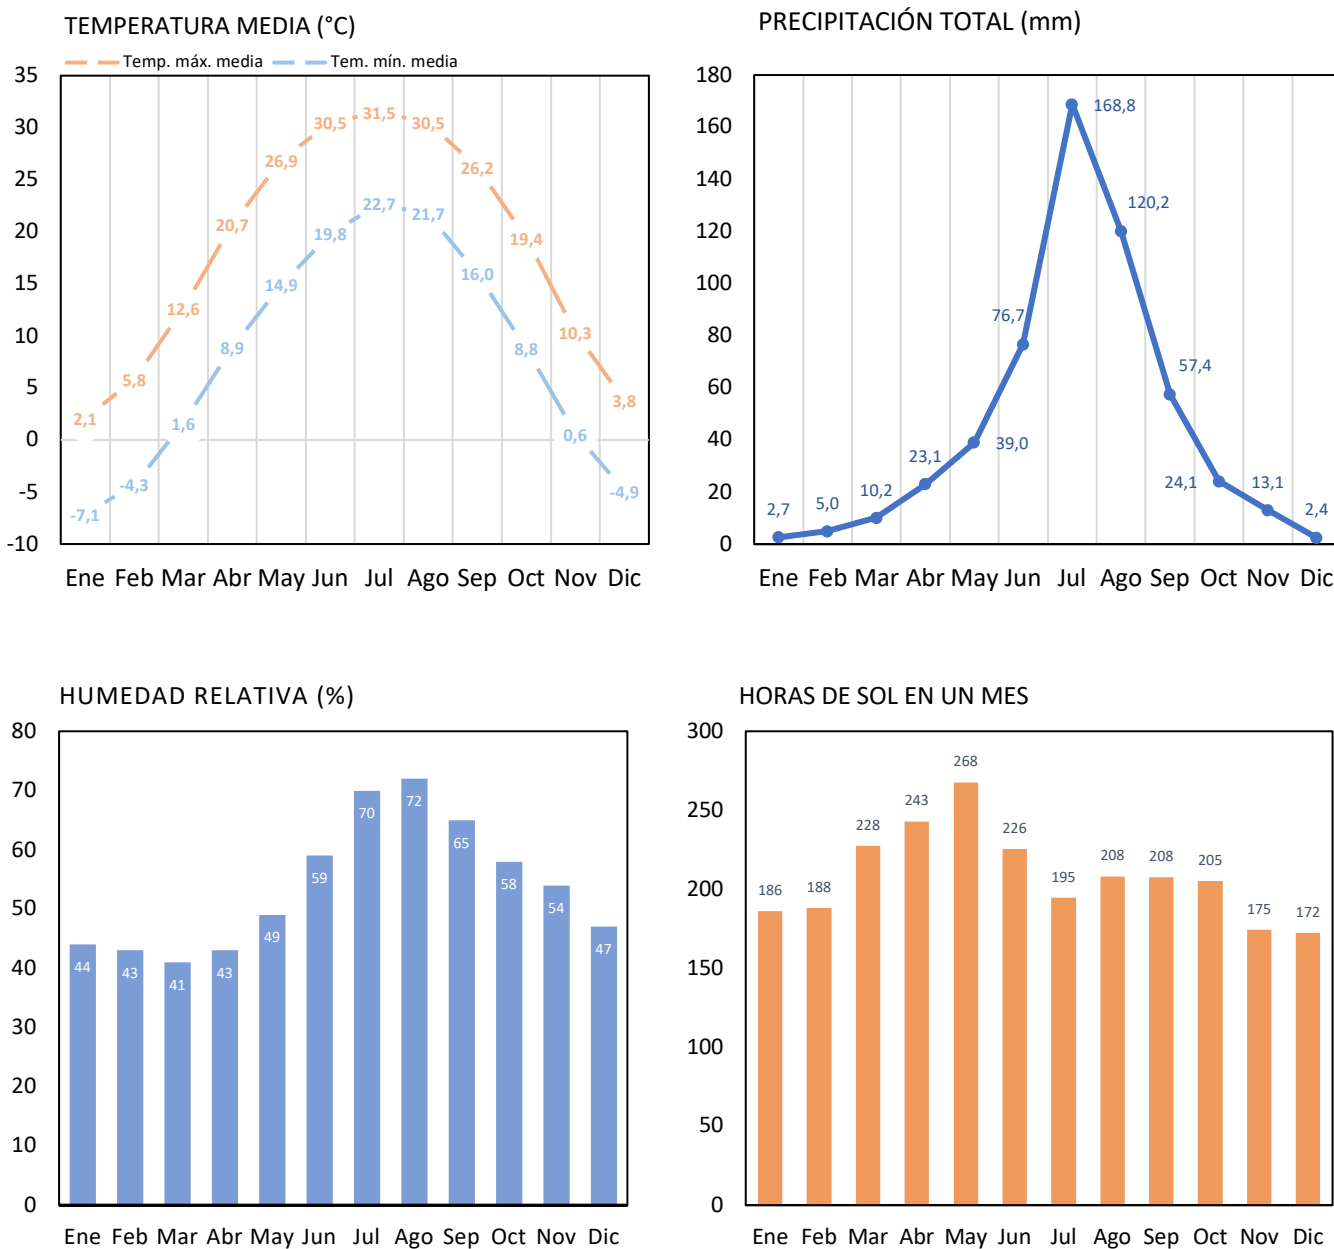 TEMPERATURA MEDIA (°C)
Temp. máx. media Tem. mín. media
35
30
25
20
15
10
5
0
-5
-10
2,1 5,8 12,6 20,7 26,9 30,5 31,5 30,5 26,2 19,4 10,3 3,8
-7,1 -4,3 1,6 8,9 14,9 19,8 22,7 21,7 16,0 8,8 0,6 -4,9
Ene Feb Mar Abr May Jun Jul Ago Sep Oct Nov Dic
PRECIPITACIÓN TOTAL (mm)
180
160
140
120
100
80
60
40
20
0
2,7 5,0 10,2 23,1 39,0 76,7 168,8 120,2 57,4 24,1 13,1 2,4
Ene Feb Mar Abr May Jun Jul Ago Sep Oct Nov Dic
HUMEDAD RELATIVA (%)
80
70
60
50
40
30
20
10
0
44 43 41 43 49 59 70 72 65 58 54 47
Ene Feb Mar Abr May Jun Jul Ago Sep Oct Nov Dic
HORAS DE SOL EN UN MES
300
250
200
150
100
50
0
186 188 228 243 268 226 195 208 208 205 175 172
Ene Feb Mar Abr May Jun Jul Ago Sep Oct Nov Dic